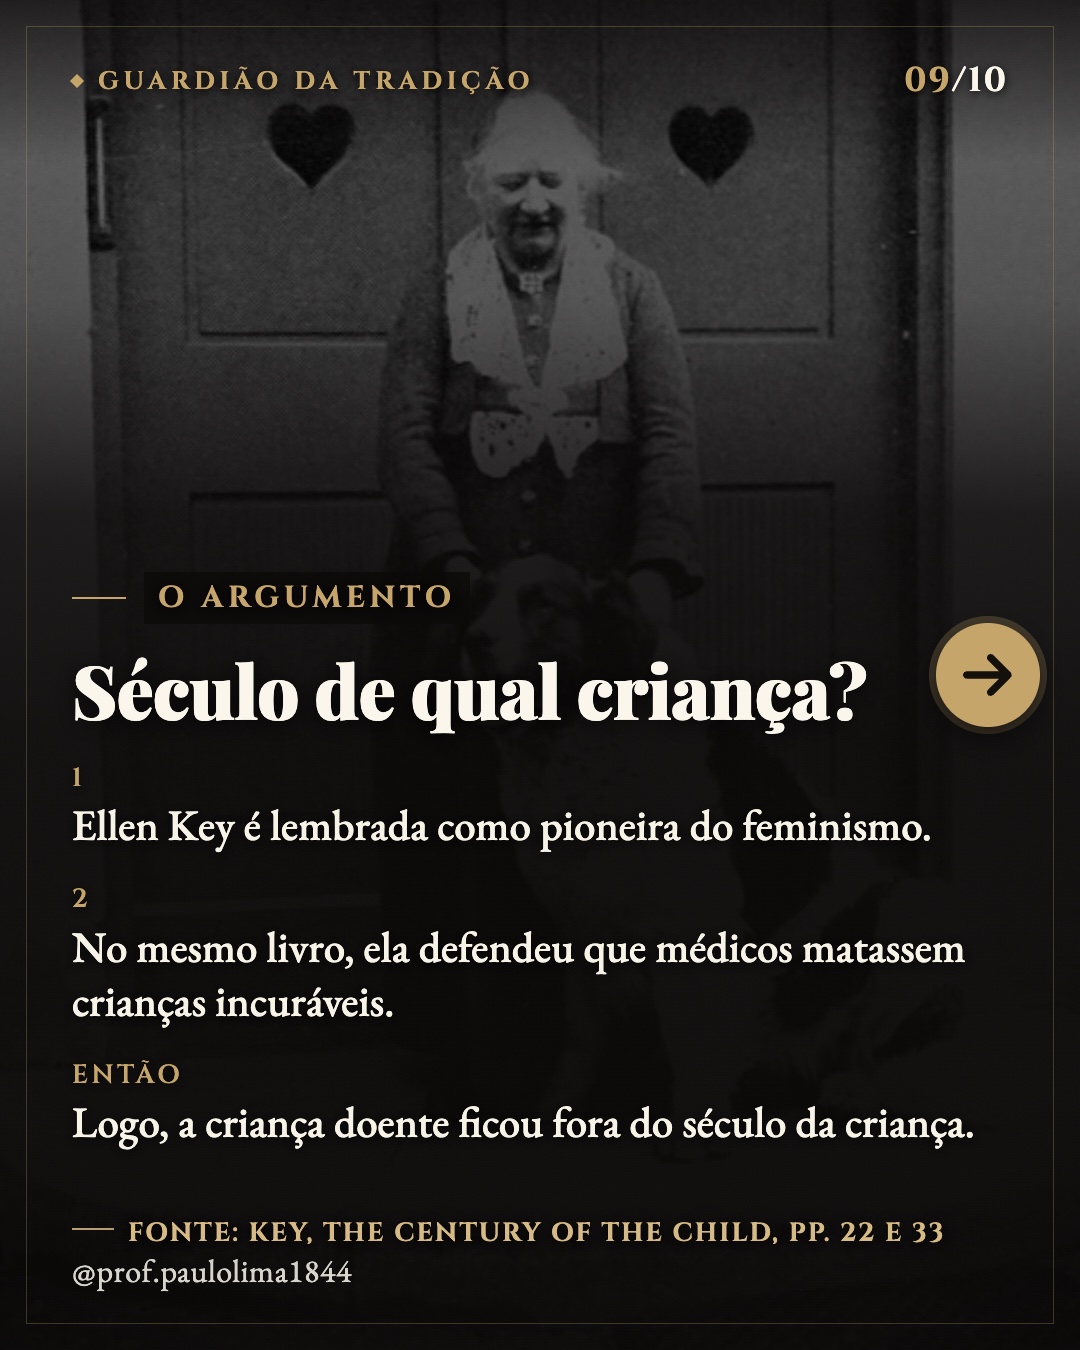 GUARDIÃO DA TRADIÇÃO
09/10
O ARGUMENTO
Século de qual criança?
1
Ellen Key é lembrada como pioneira do feminismo.
2
No mesmo livro, ela defendeu que médicos matassem
crianças incuráveis.
ENTÃO
Logo, a criança doente ficou fora do século da criança.
FONTE: KEY, THE CENTURY OF THE CHILD, PP. 22 E 33
@prof.paulolima1844